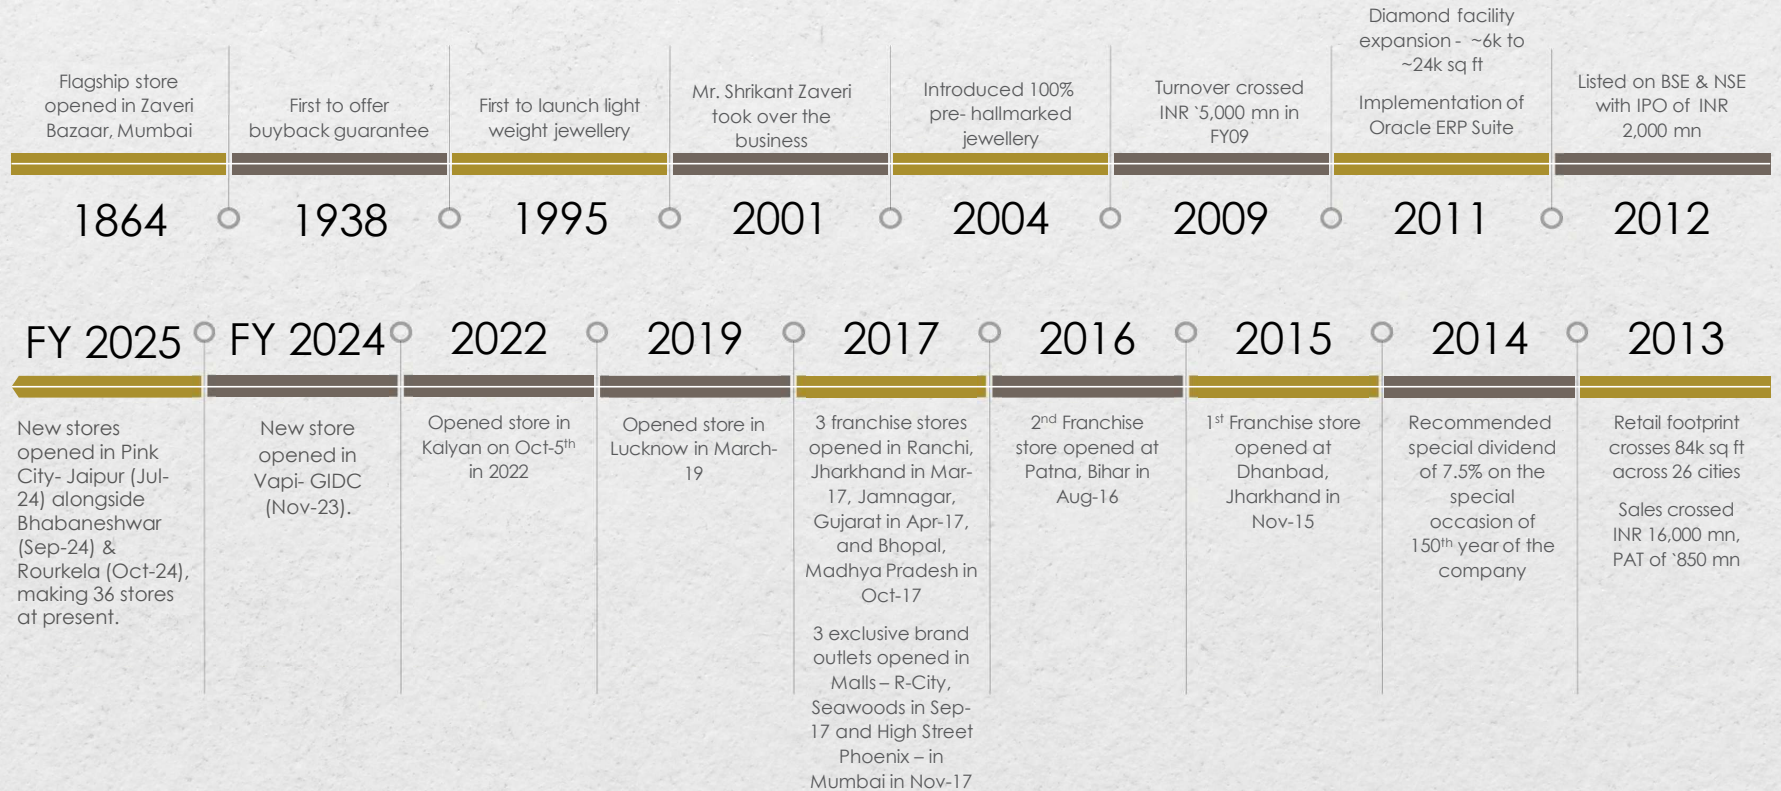 Flagship store
opened in Zaveri
Bazaar, Mumbai
1864
First to offer
buyback guarantee
1938
First to launch light
weight jewellery
1995
Mr. Shrikant Zaveri
took over the
business
2001
Introduced 100%
pre- hallmarked
jewellery
2004
Turnover crossed
INR `5,000 mn in
FY09
2009
Diamond facility
expansion - ~6k to
~24k sq ft
Implementation of
Oracle ERP Suite
2011
Listed on BSE & NSE
with IPO of INR
2,000 mn
2012
FY 2025
New stores
opened in Pink
City- Jaipur (Jul-
24) alongside
Bhabaneshwar
(Sep-24) &
Rourkela (Oct-24),
making 36 stores
at present.
FY 2024
New store
opened in
Vapi- GIDC
(Nov-23).
2022
Opened store in
Kalyan on Oct-5th
in 2022
2019
Opened store in
Lucknow in March-
19
2017
3 franchise stores
opened in Ranchi,
Jharkhand in Mar-
17, Jamnagar,
Gujarat in Apr-17,
and Bhopal,
Madhya Pradesh in
Oct-17
3 exclusive brand
outlets opened in
Malls – R-City,
Seawoods in Sep-
17 and High Street
Phoenix – in
Mumbai in Nov-17
2016
2nd Franchise
store opened at
Patna, Bihar in
Aug-16
2015
1st Franchise store
opened at
Dhanbad,
Jharkhand in
Nov-15
2014
Recommended
special dividend
of 7.5% on the
special
occasion of
150th year of the
company
2013
Retail footprint
crosses 84k sq ft
across 26 cities
Sales crossed
INR 16,000 mn,
PAT of `850 mn